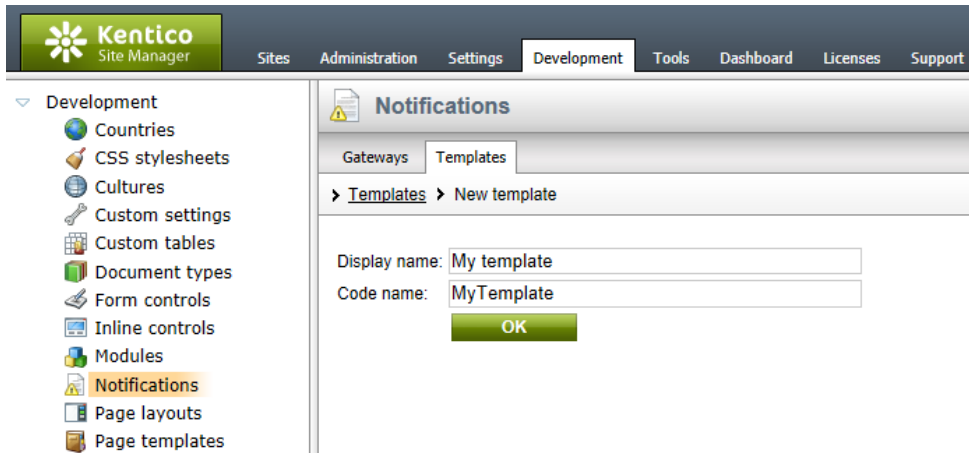 Kentico
Site Manager
Sites Administration Settings Development Tools Dashboard Licenses Support
Development
Countries
CSS stylesheets
Cultures
Custom settings
Custom tables
Document types
Form controls
Inline controls
Modules
Notifications
Page layouts
Page templates
Notifications
Gateways Templates
Templates New template
Display name: My template
Code name: MyTemplate
OK